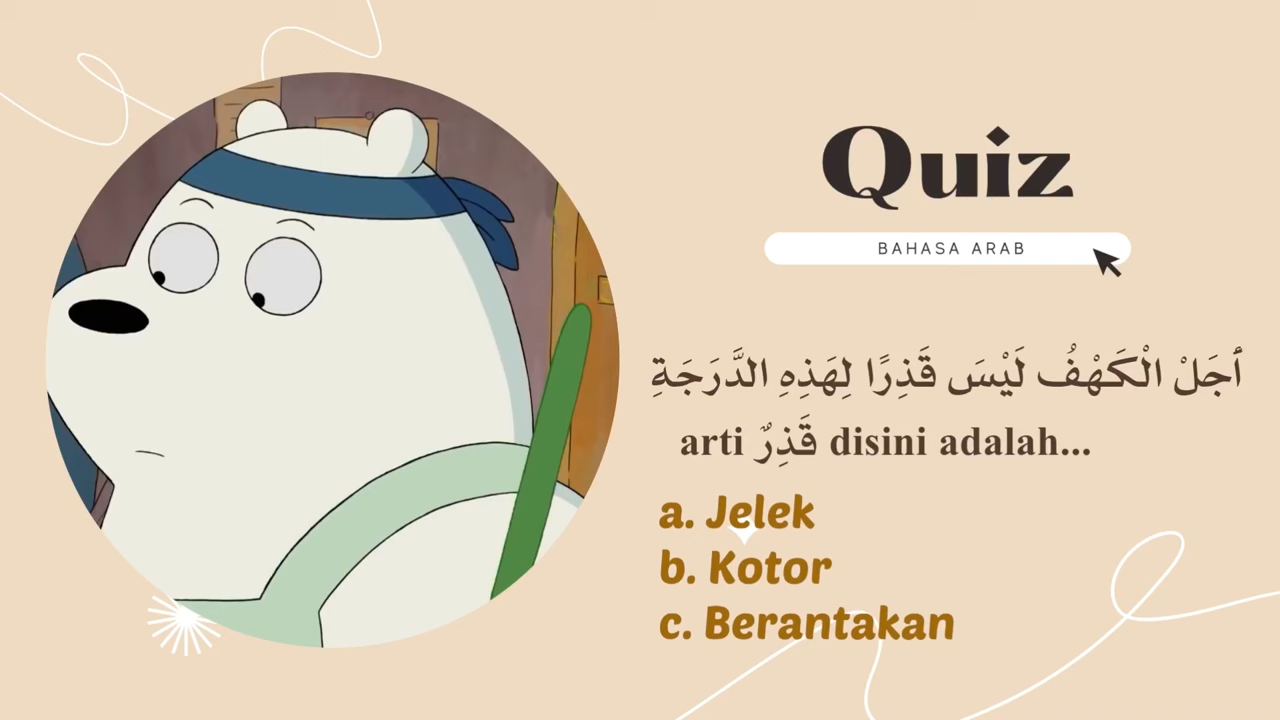 Quiz
BAHASA ARAB
أَجَلْ الْكَهْفُ لَيْسَ قَذِرًا لِهَذِهِ الدَّرَجَةِ
arti قَذِرٌ disini adalah...
a. Jelek
b. Kotor
c. Berantakan